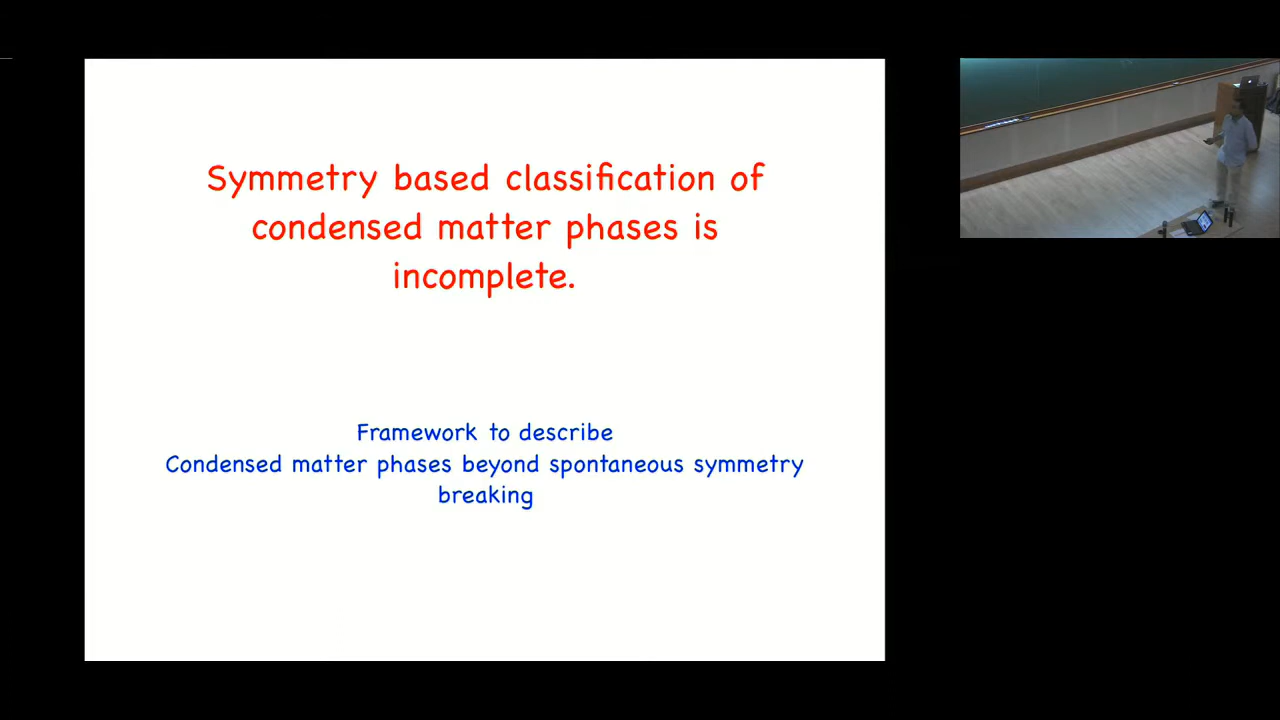 Symmetry based classification of
condensed matter phases is
incomplete.
Framework to describe
Condensed matter phases beyond spontaneous symmetry
breaking